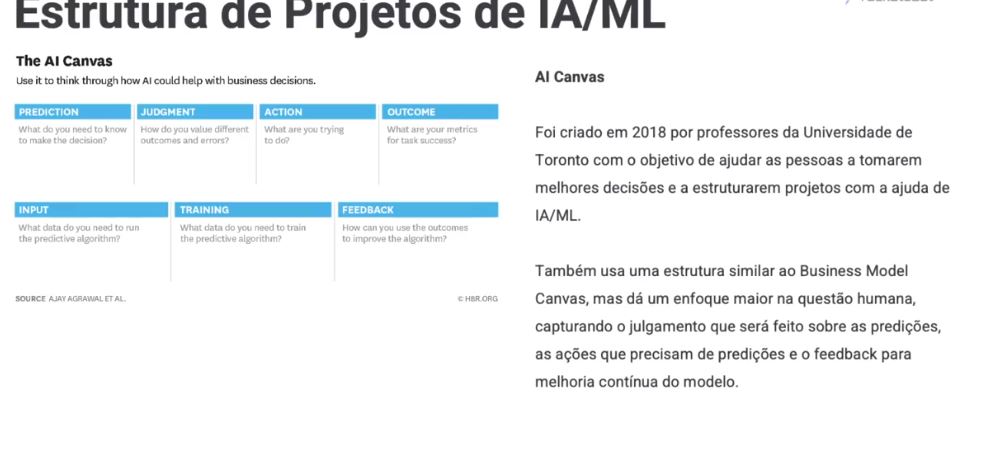 Estrutura de Projetos de IA/ML
The AI Canvas
Use it to think through how AI could help with business decisions.
PREDICTION
What do you need to know
to make the decision?
JUDGMENT
How do you value different
outcomes and errors?
ACTION
What are you trying
to do?
OUTCOME
What are your metrics
for task success?
INPUT
What data do you need to run
the predictive algorithm?
TRAINING
What data do you need to train
the predictive algorithm?
FEEDBACK
How can you use the outcomes
to improve the algorithm?
SOURCE AJAY AGRAWAL ET AL.
© HBR.ORG
AI Canvas
Foi criado em 2018 por professores da Universidade de
Toronto com o objetivo de ajudar as pessoas a tomarem
melhores decisões e a estruturarem projetos com a ajuda de
IA/ML.
Também usa uma estrutura similar ao Business Model
Canvas, mas dá um enfoque maior na questão humana,
capturando o julgamento que será feito sobre as predições,
as ações que precisam de predições e o feedback para
melhoria contínua do modelo.